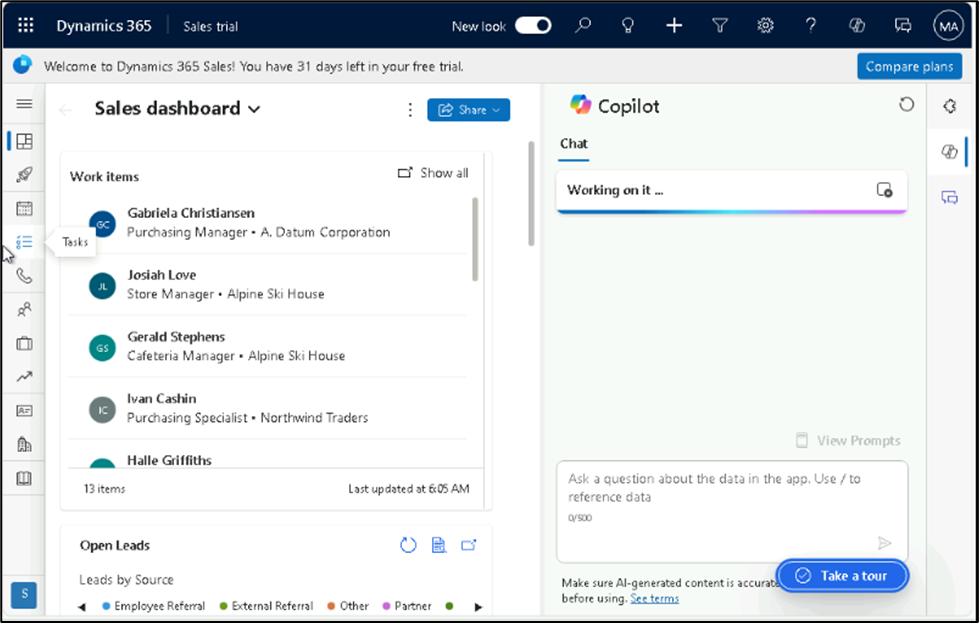 Dynamics 365 Sales trial New look MA
Welcome to Dynamics 365 Sales! You have 31 days left in your free trial. Compare plans
Sales dashboard Share
Work items Show all
GC Gabriela Christiansen
Purchasing Manager • A. Datum Corporation
Tasks
JL Josiah Love
Store Manager • Alpine Ski House
GS Gerald Stephens
Cafeteria Manager • Alpine Ski House
IC Ivan Cashin
Purchasing Specialist • Northwind Traders
Halle Griffiths
13 items Last updated at 6:05 AM
Open Leads
Leads by Source
Employee Referral External Referral Other Partner
S
Copilot
Chat
Working on it ...
View Prompts
Ask a question about the data in the app. Use / to
reference data
0/500
Take a tour
Make sure AI-generated content is accurate
before using. See terms